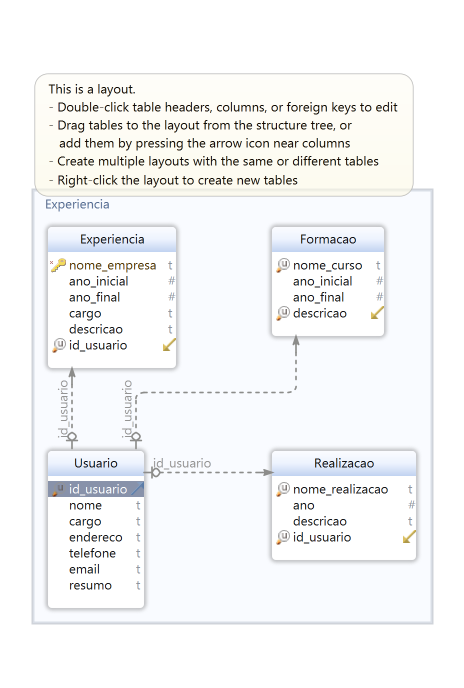 This is a layout.
- Double-click table headers, columns, or foreign keys to edit
- Drag tables to the layout from the structure tree, or
add them by pressing the arrow icon near columns
- Create multiple layouts with the same or different tables
- Right-click the layout to create new tables
Experiencia
Experiencia
nome_empresa t
ano_inicial #
ano_final #
cargo t
descricao t
u id_usuario
Formacao
u nome_curso t
ano_inicial #
ano_final #
u descricao
id_usuario
id_usuario
id_usuario
Usuario
u id_usuario
nome t
cargo t
endereco t
telefone t
email t
resumo t
Realizacao
u nome_realizacao t
ano #
descricao t
u id_usuario